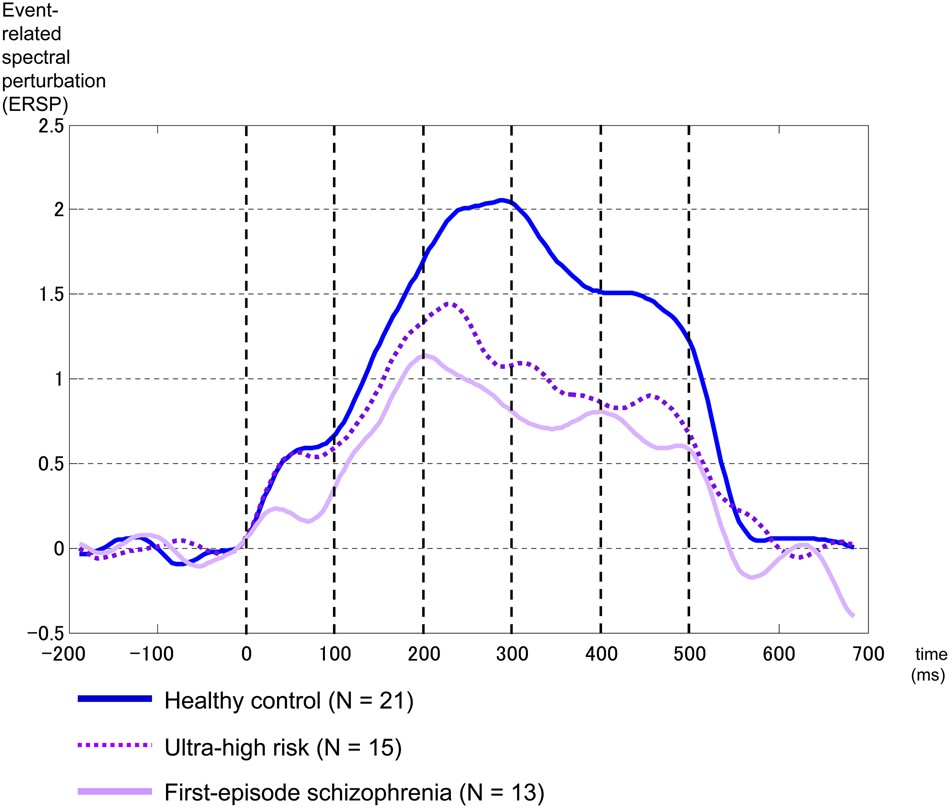 Event-
related
spectral
perturbation
(ERSP)
2.5
2
1.5
1
0.5
0
−0.5
−200 −100 0 100 200 300 400 500 600 700
time
(ms)
Healthy control (N = 21)
Ultra-high risk (N = 15)
First-episode schizophrenia (N = 13)